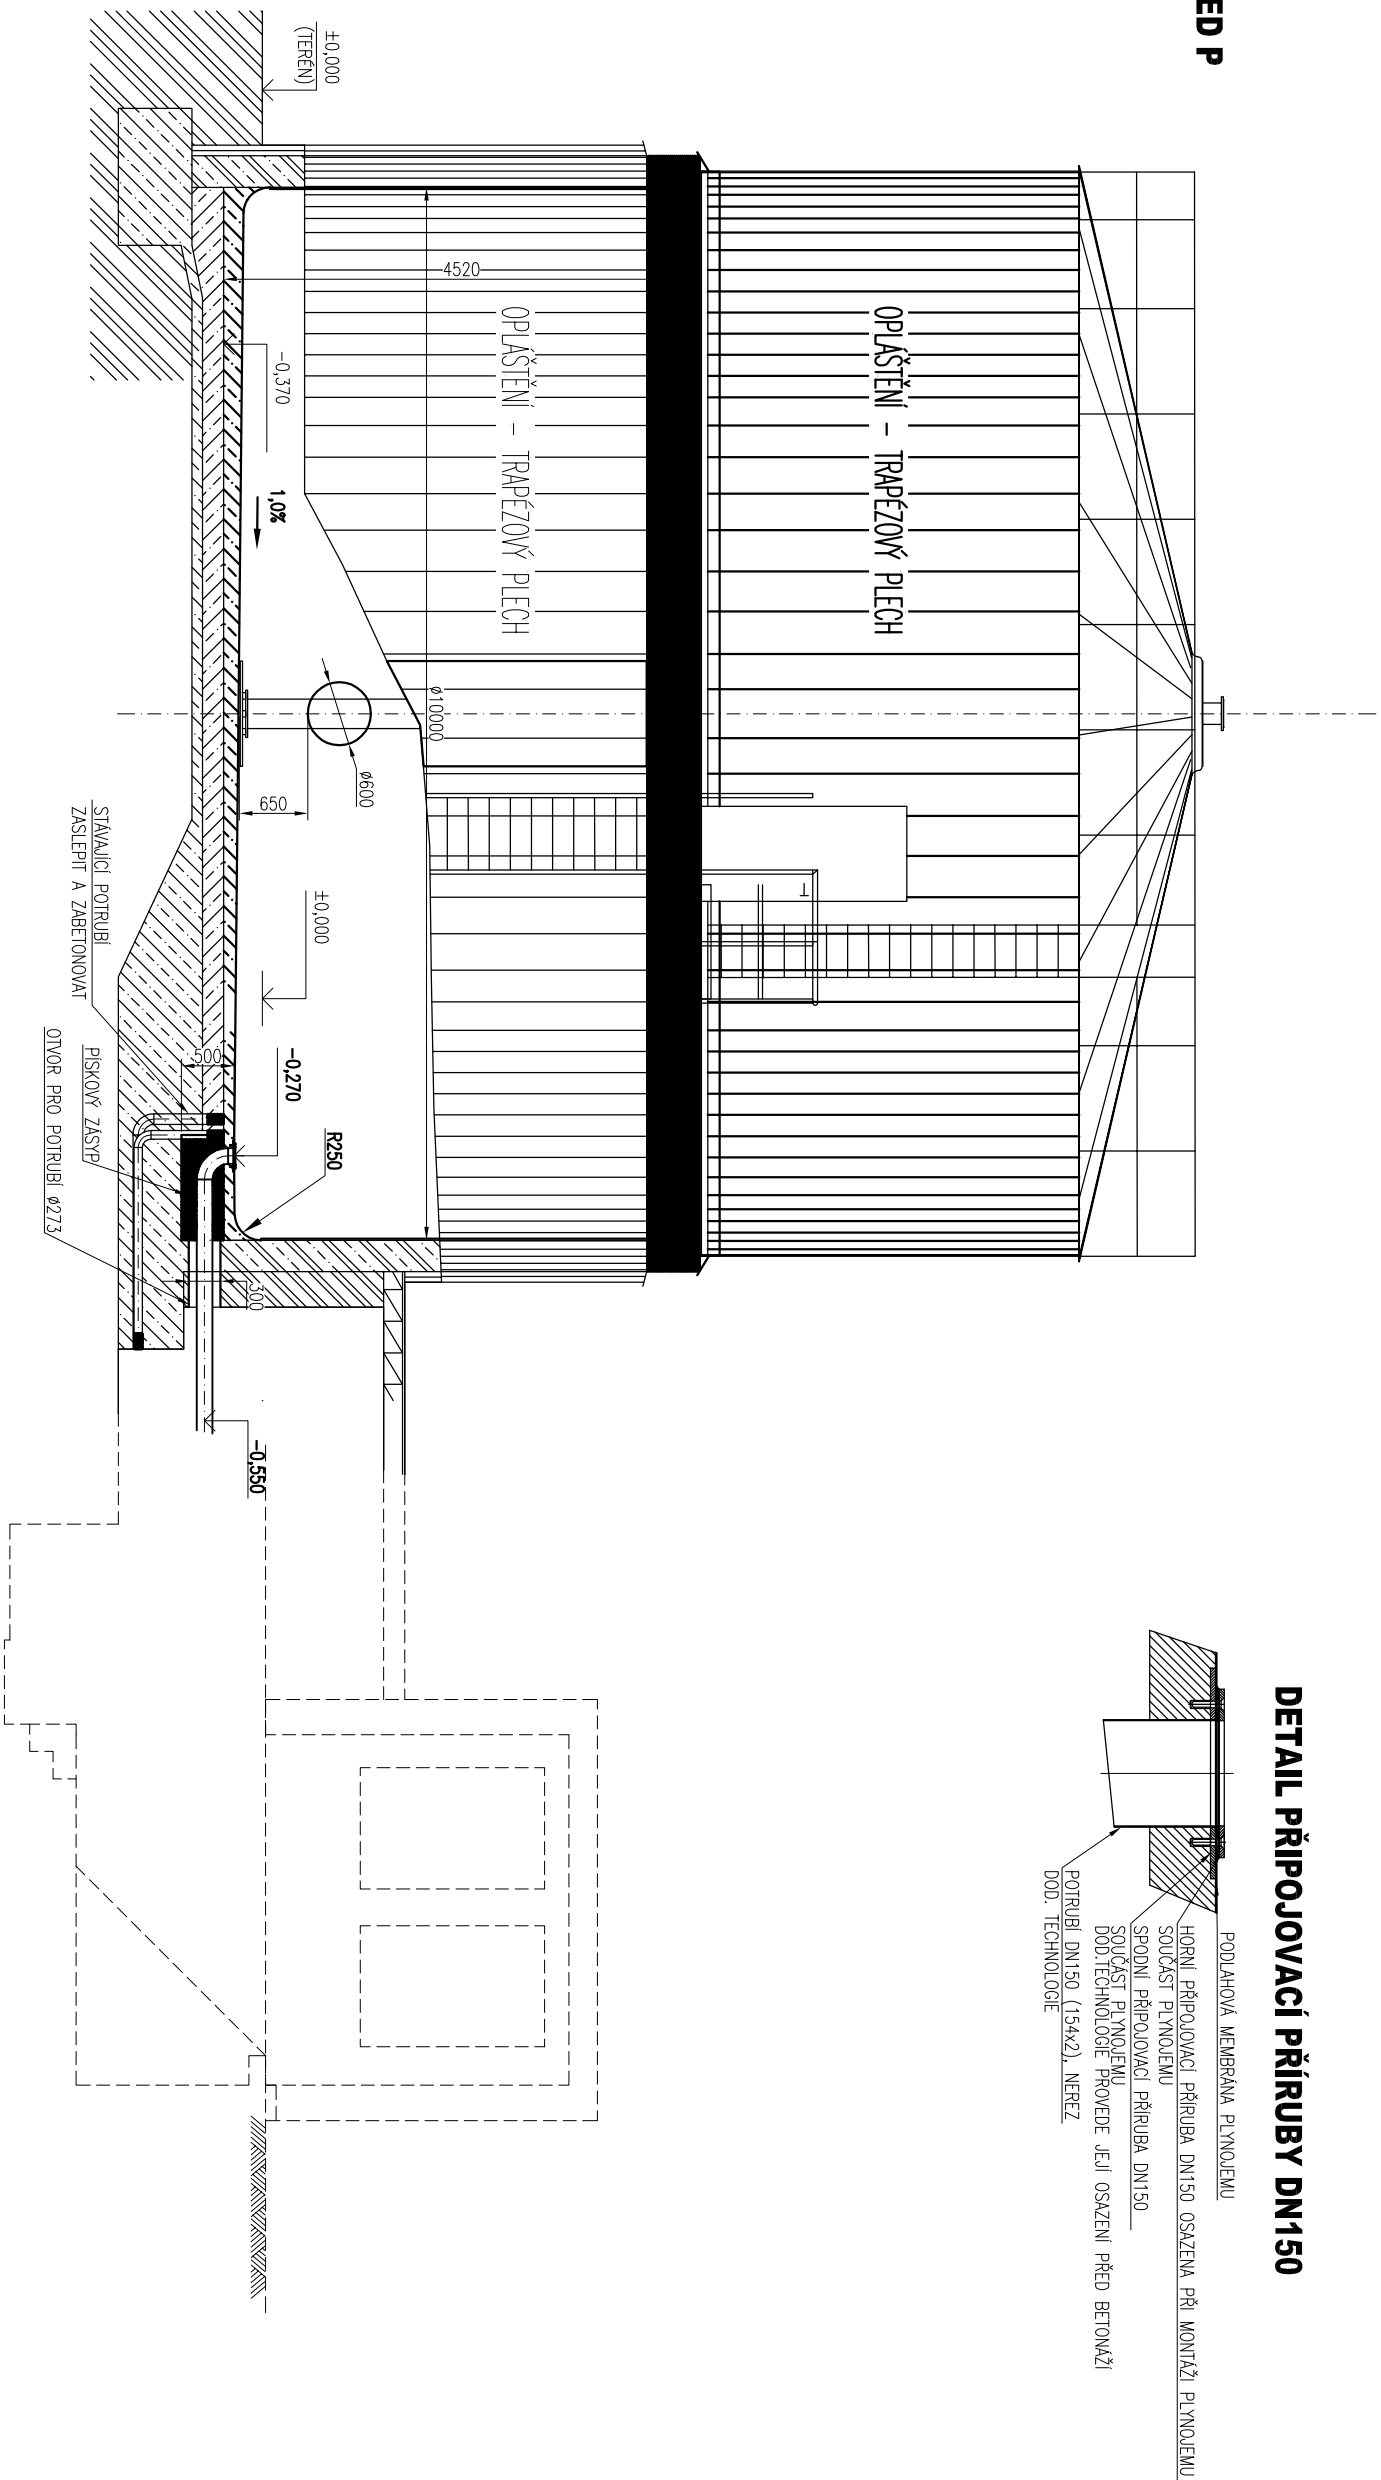 ED P
±0,000
(TERÉN)
OPLÁŠTĚNÍ - TRAPÉZOVÝ PLECH
OPLÁŠTĚNÍ - TRAPÉZOVÝ PLECH
4520
-0,370
1,0%
ø10000
ø600
650
±0,000
-0,270
R250
500
300
-0,550
STÁVAJÍCÍ POTRUBÍ
ZASLEPIT A ZABETONOVAT
PÍSKOVÝ ZÁSYP
OTVOR PRO POTRUBÍ ø273
DETAIL PŘIPOJOVACÍ PŘÍRUBY DN150
PODLAHOVÁ MEMBRÁNA PLYNOJEMU
HORNÍ PŘIPOJOVACÍ PŘÍRUBA DN150 OSAZENA PŘI MONTÁŽI PLYNOJEMU
SOUČÁST PLYNOJEMU
SPODNÍ PŘIPOJOVACÍ PŘÍRUBA DN150
SOUČÁST PLYNOJEMU
DOD.TECHNOLOGIE PROVEDE JEJÍ OSAZENÍ PŘED BETONÁŽÍ
POTRUBÍ DN150 (154x2), NEREZ
DOD. TECHNOLOGIE